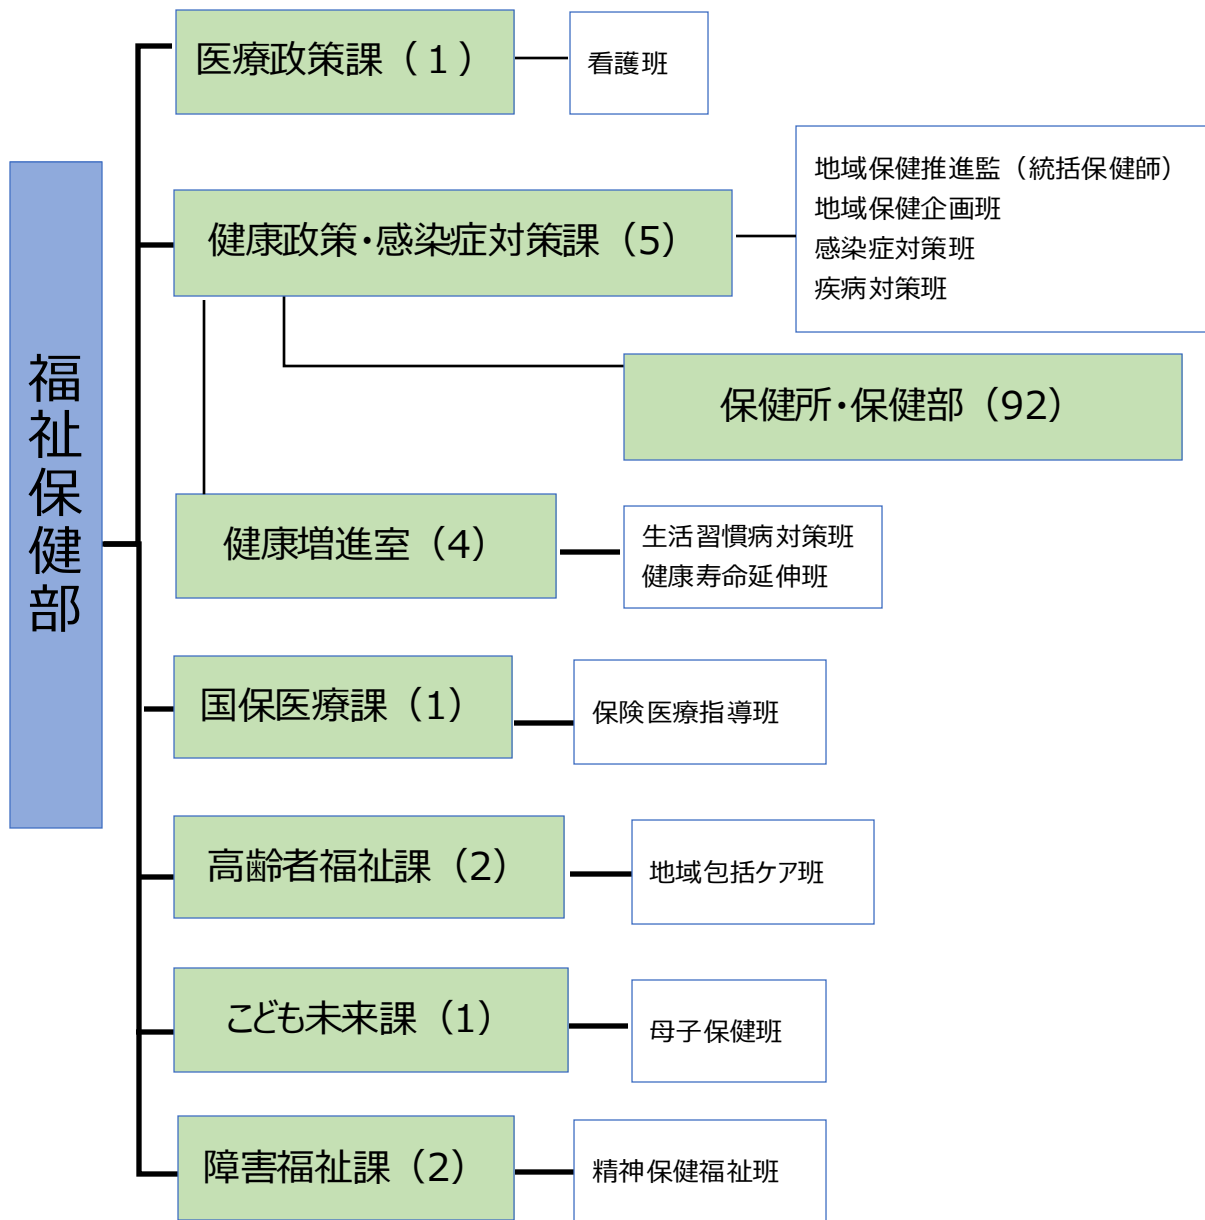 福祉保健部
医療政策課（１）
看護班
健康政策・感染症対策課（5）
地域保健推進監（統括保健師）
地域保健企画班
感染症対策班
疾病対策班
保健所・保健部（92）
健康増進室（4）
生活習慣病対策班
健康寿命延伸班
国保医療課（1）
保険医療指導班
高齢者福祉課（2）
地域包括ケア班
こども未来課（1）
母子保健班
障害福祉課（2）
精神保健福祉班